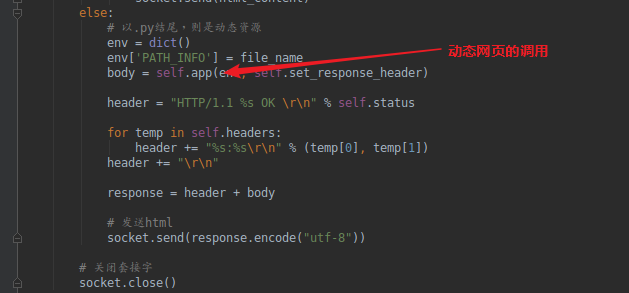 socket.send(html_content)
else:
# 以.py结尾，则是动态资源
env = dict()
env['PATH_INFO'] = file_name
body = self.app(env, self.set_response_header)
动态网页的调用
header = "HTTP/1.1 %s OK \r\n" % self.status
for temp in self.headers:
header += "%s:%s\r\n" % (temp[0], temp[1])
header += "\r\n"
response = header + body
# 发送html
socket.send(response.encode("utf-8"))
# 关闭套接字
socket.close()